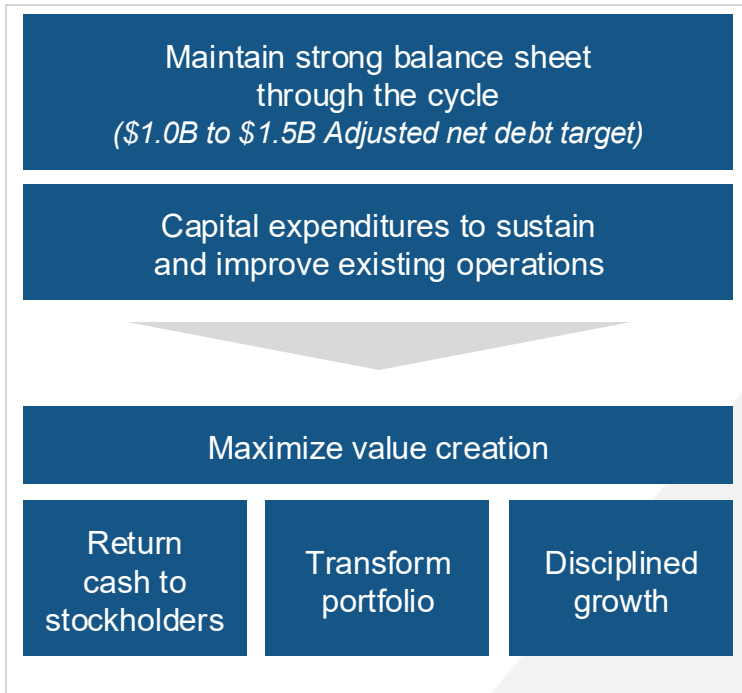 Maintain strong balance sheet
through the cycle
($1.0B to $1.5B Adjusted net debt target)
Capital expenditures to sustain
and improve existing operations
Maximize value creation
Return
cash to
stockholders
Transform
portfolio
Disciplined
growth